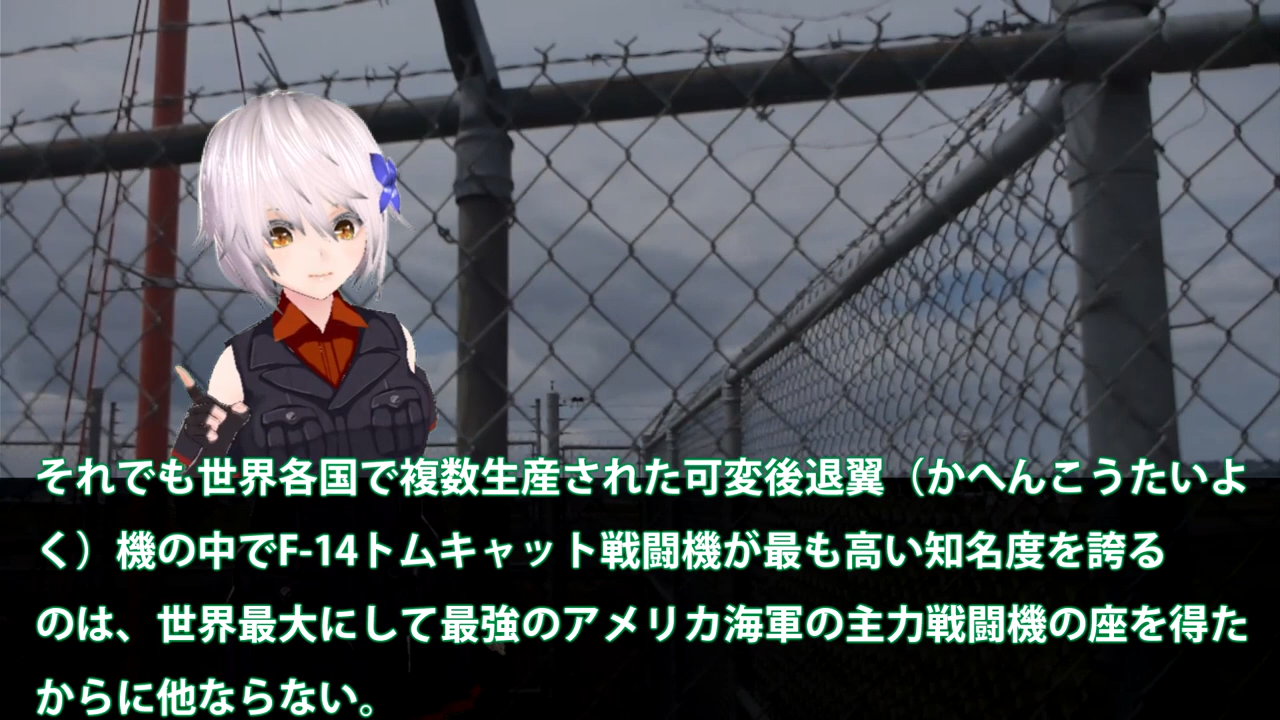 それでも世界各国で複数生産された可変後退翼（かへんこうたいよ
く）機の中でF-14トムキャット戦闘機が最も高い知名度を誇る
のは、世界最大にして最強のアメリカ海軍の主力戦闘機の座を得た
からに他ならない。